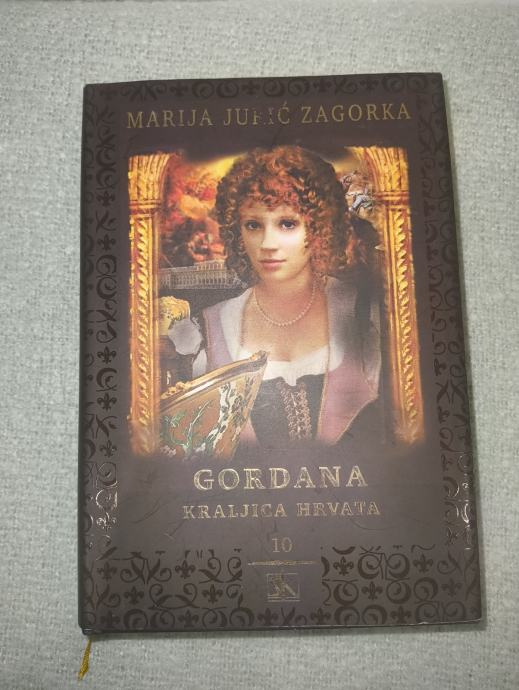 MARIJA JURIĆ ZAGORKA
GORDANA
KRALJICA HRVATA
10